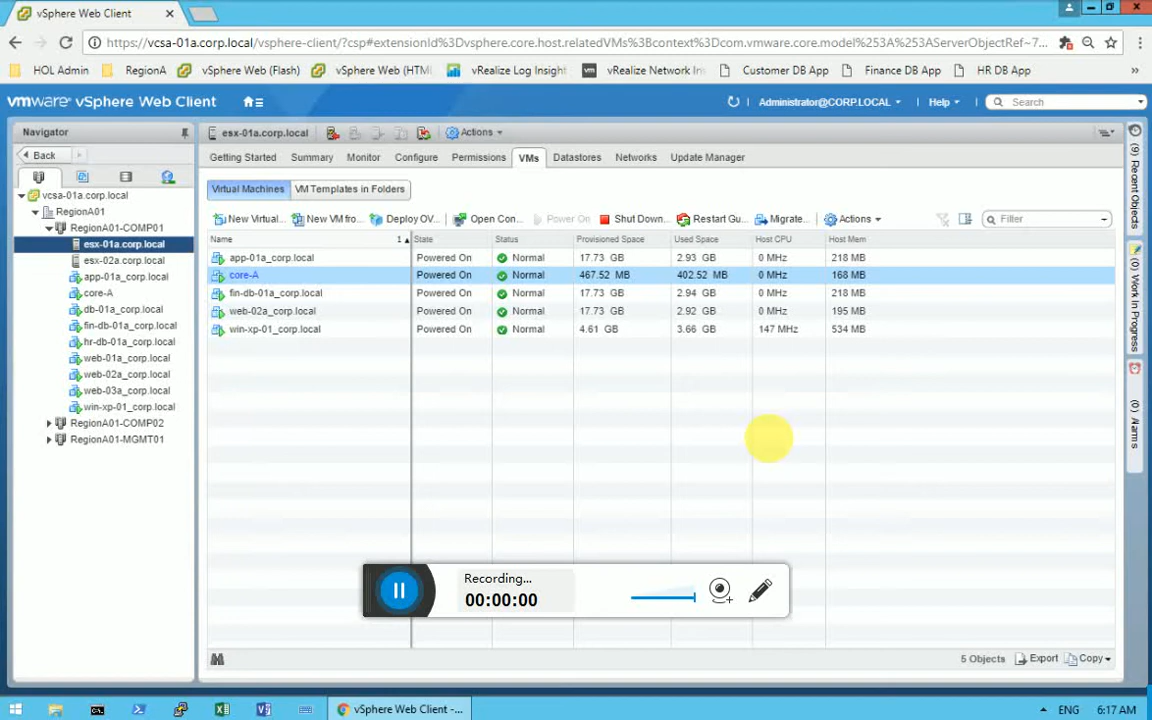 vSphere Web Client
https://vcsa-01a.corp.local/vsphere-client/?csp#extensionId%3Dvsphere.core.host.relatedVMs%3Bcontext%3Dcom.vmware.core.model%253A%253AServerObjectRef~7...
HOL Admin RegionA vSphere Web (Flash) vSphere Web (HTML vRealize Log Insight vRealize Network In Customer DB App Finance DB App HR DB App »
vmware® vSphere Web Client Administrator@CORP.LOCAL Help Search
Navigator esx-01a.corp.local Actions
Back Getting Started Summary Monitor Configure Permissions VMs Datastores Networks Update Manager
Virtual Machines VM Templates in Folders
New Virtual... New VM fro... Deploy OV... Open Con... Power On Shut Down... Restart Gu... Migrate... Actions Filter
vcsa-01a.corp.local
RegionA01
RegionA01-COMP01
esx-01a.corp.local
esx-02a.corp.local
app-01a_corp.local
core-A
db-01a_corp.local
fin-db-01a_corp.local
hr-db-01a_corp.local
web-01a_corp.local
web-02a_corp.local
web-03a_corp.local
win-xp-01_corp.local
RegionA01-COMP02
RegionA01-MGMT01
Name 1 State Status Provisioned Space Used Space Host CPU Host Mem
app-01a_corp.local Powered On Normal 17.73 GB 2.93 GB 0 MHz 218 MB
core-A Powered On Normal 467.52 MB 402.52 MB 0 MHz 168 MB
fin-db-01a_corp.local Powered On Normal 17.73 GB 2.94 GB 0 MHz 218 MB
web-02a_corp.local Powered On Normal 17.73 GB 2.92 GB 0 MHz 195 MB
win-xp-01_corp.local Powered On Normal 4.61 GB 3.66 GB 147 MHz 534 MB
(9) Recent Objects
(0) Work In Progress
(0) Alarms
Recording...
00:00:00
5 Objects Export Copy
vSphere Web Client -... ENG 6:17 AM